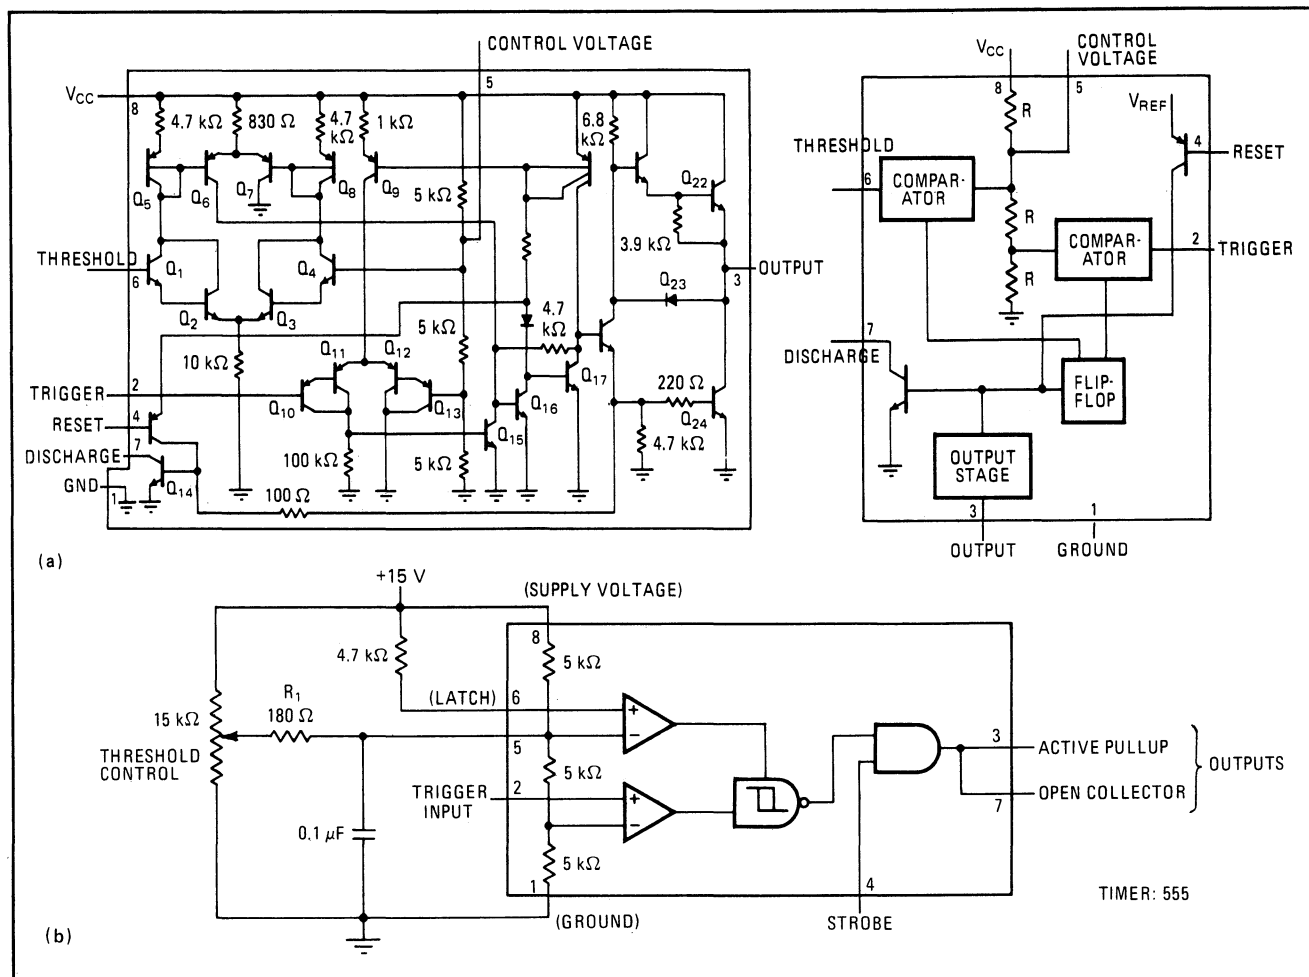 CONTROL VOLTAGE
5
VCC
8
4.7 kΩ
830 Ω
4.7 kΩ
1 kΩ
6.8 kΩ
Q5
Q6
Q7
Q8
Q9
5 kΩ
Q22
3.9 kΩ
THRESHOLD
6
Q1
Q4
OUTPUT
3
Q2
Q3
Q23
10 kΩ
5 kΩ
4.7 kΩ
Q11
Q12
Q17
TRIGGER
2
Q10
Q13
Q16
220 Ω
Q24
RESET
4
Q15
4.7 kΩ
DISCHARGE
7
100 kΩ
5 kΩ
GND
1
Q14
100 Ω
(a)
VCC
CONTROL VOLTAGE
8
5
VREF
R
THRESHOLD
6
4
RESET
COMPAR-
ATOR
R
COMPAR-
ATOR
2
TRIGGER
R
7
DISCHARGE
FLIP-
FLOP
OUTPUT
STAGE
3
1
OUTPUT
GROUND
+15 V
(SUPPLY VOLTAGE)
8
4.7 kΩ
5 kΩ
(LATCH)
6
R1
180 Ω
15 kΩ
+
−
THRESHOLD
CONTROL
5
3
ACTIVE PULLUP
OUTPUTS
5 kΩ
TRIGGER
INPUT
2
+
−
OPEN COLLECTOR
7
0.1 μF
5 kΩ
1
4
TIMER: 555
(GROUND)
STROBE
(b)